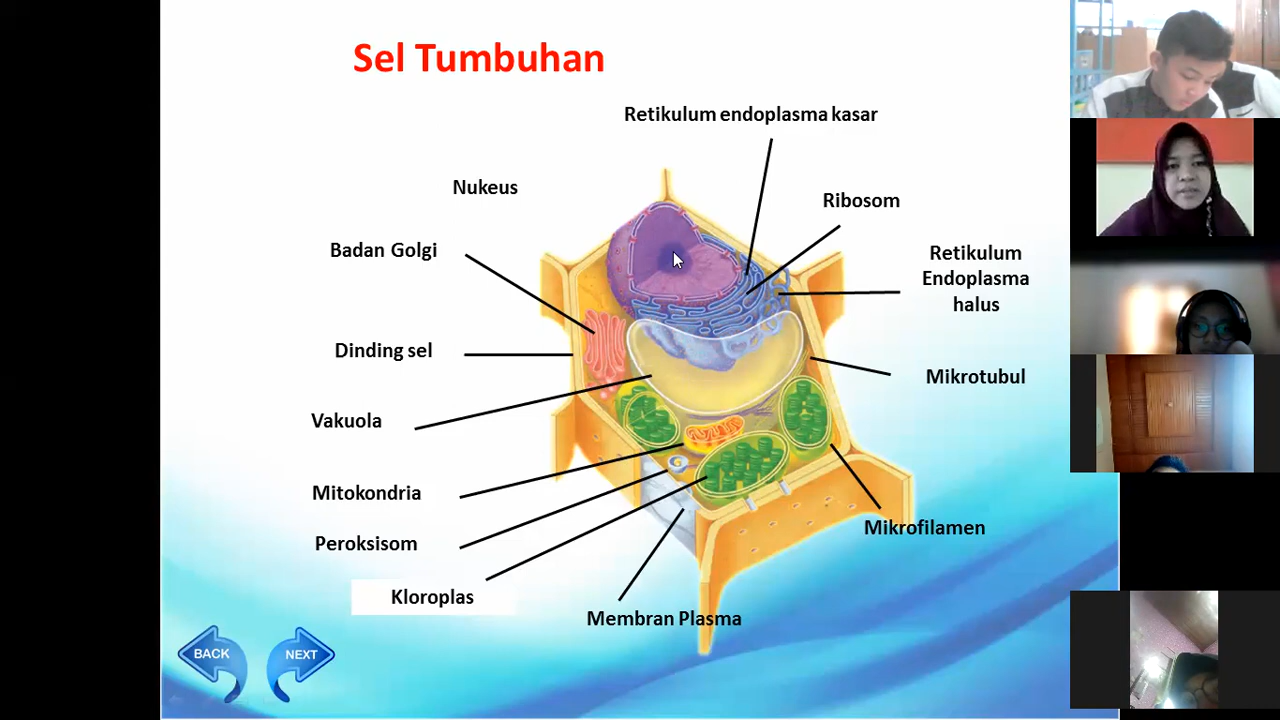 Sel Tumbuhan
Retikulum endoplasma kasar
Nukeus
Ribosom
Badan Golgi
Retikulum
Endoplasma
halus
Dinding sel
Mikrotubul
Vakuola
Mitokondria
Mikrofilamen
Peroksisom
Kloroplas
Membran Plasma
BACK
NEXT